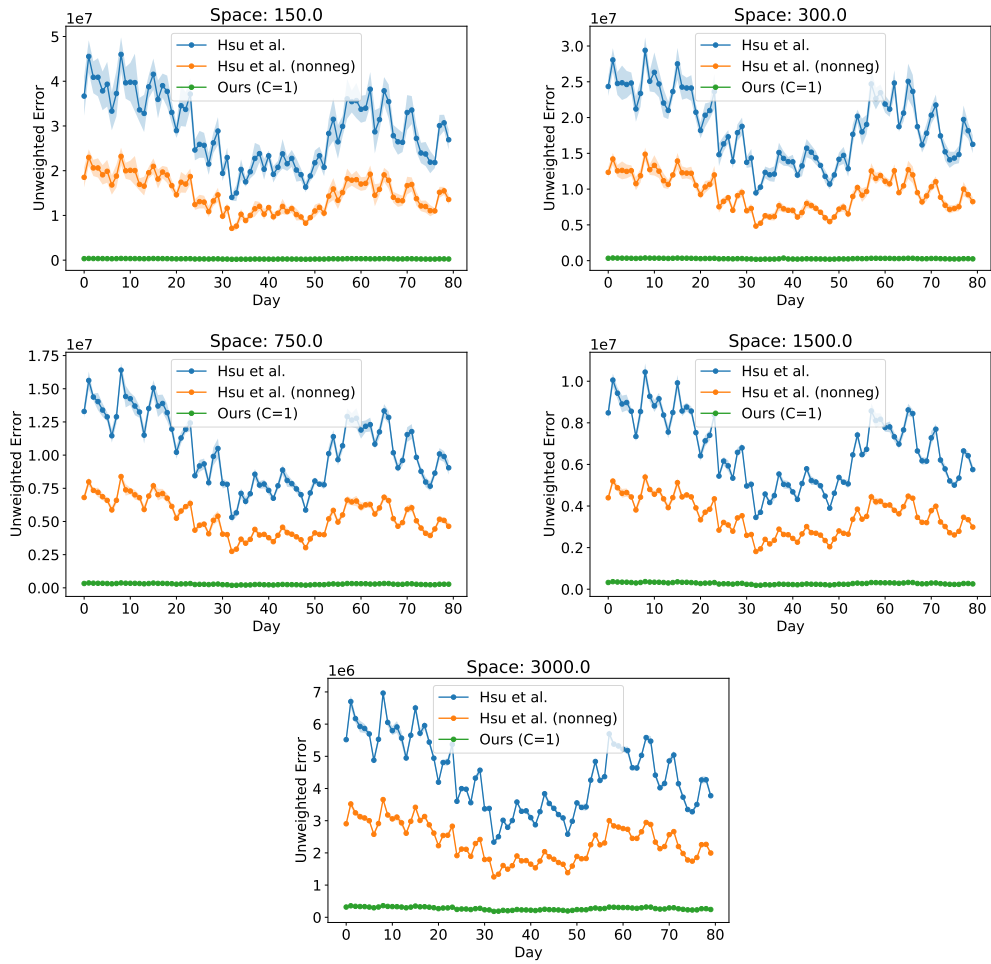 Space: 150.0
1e7
Unweighted Error
5
4
3
2
1
0
Hsu et al.
Hsu et al. (nonneg)
Ours (C=1)
0 10 20 30 40 50 60 70 80
Day
Space: 300.0
1e7
Unweighted Error
3.0
2.5
2.0
1.5
1.0
0.5
0.0
Hsu et al.
Hsu et al. (nonneg)
Ours (C=1)
0 10 20 30 40 50 60 70 80
Day
Space: 750.0
1e7
Unweighted Error
1.75
1.50
1.25
1.00
0.75
0.50
0.25
0.00
Hsu et al.
Hsu et al. (nonneg)
Ours (C=1)
0 10 20 30 40 50 60 70 80
Day
Space: 1500.0
1e7
Unweighted Error
1.0
0.8
0.6
0.4
0.2
0.0
Hsu et al.
Hsu et al. (nonneg)
Ours (C=1)
0 10 20 30 40 50 60 70 80
Day
Space: 3000.0
1e6
Unweighted Error
7
6
5
4
3
2
1
0
Hsu et al.
Hsu et al. (nonneg)
Ours (C=1)
0 10 20 30 40 50 60 70 80
Day